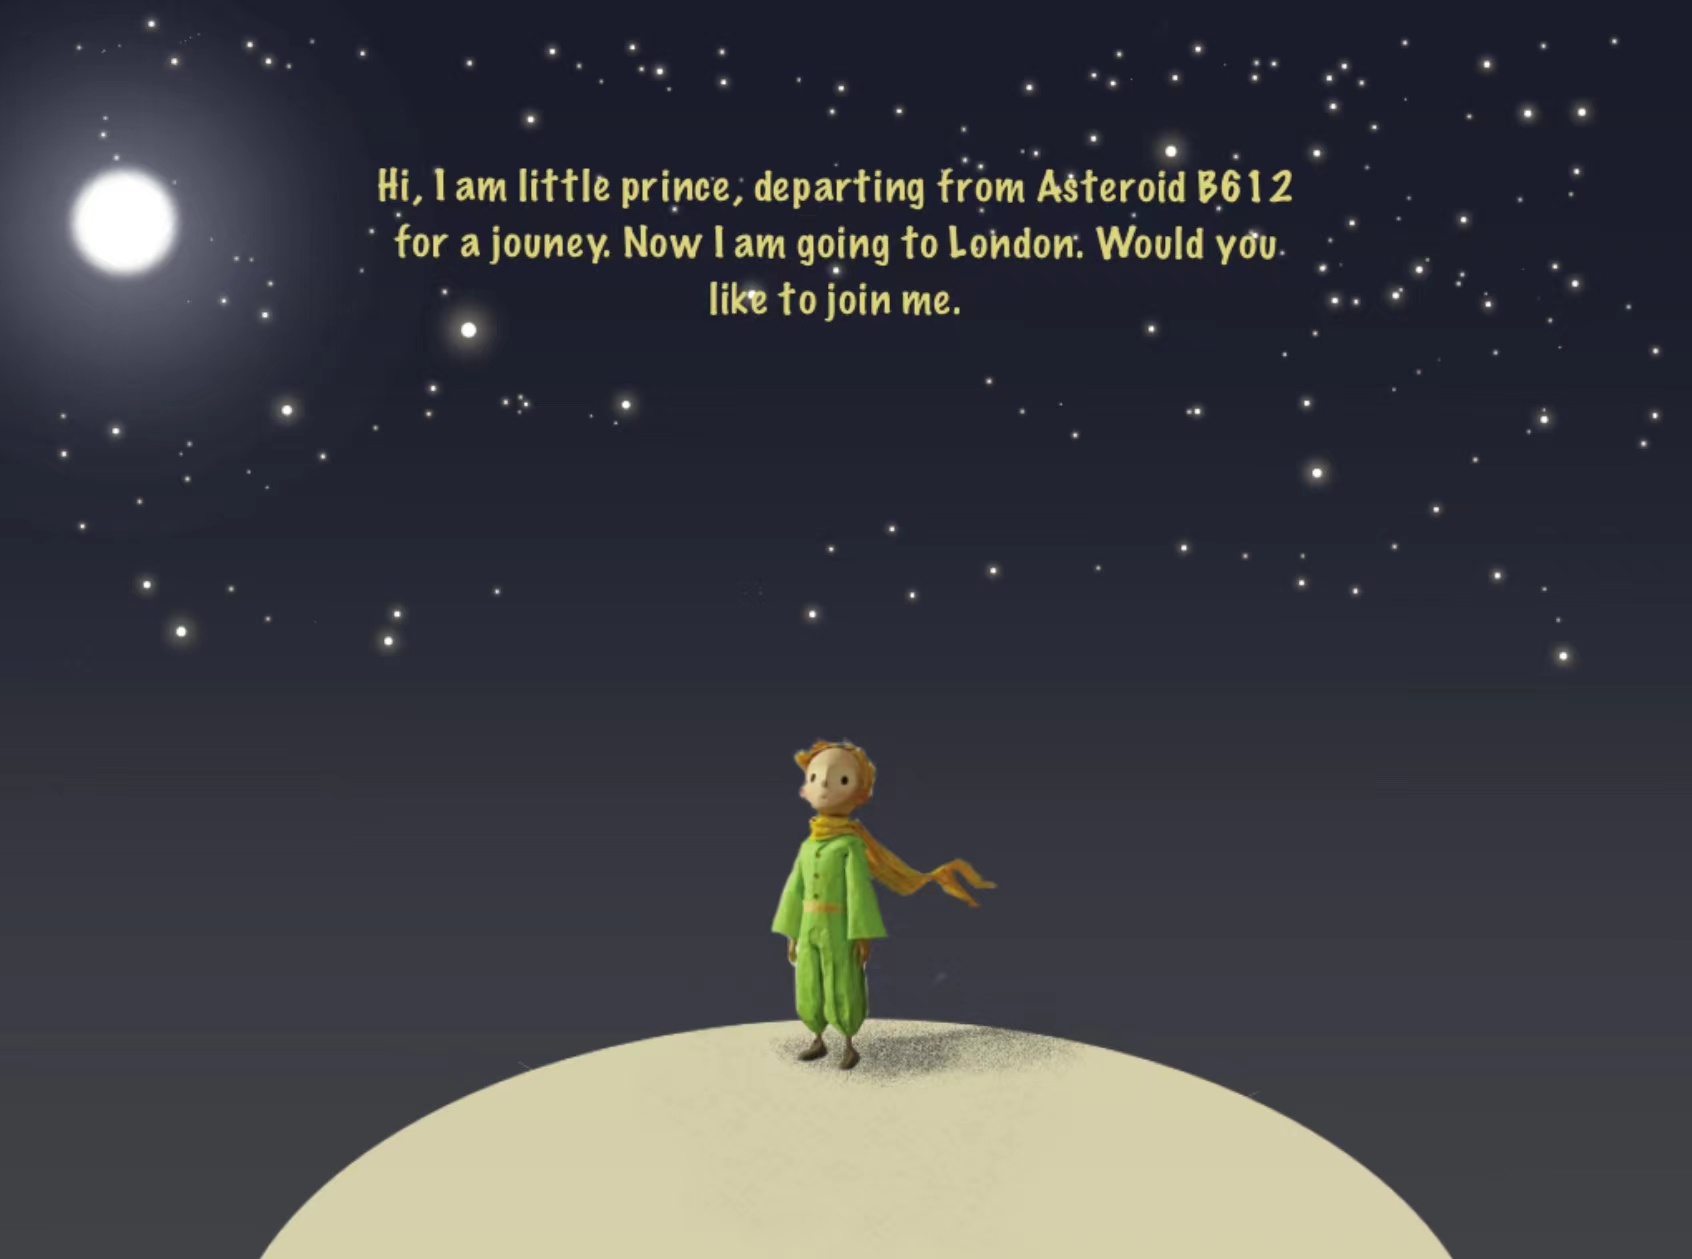 Hi, I am little prince, departing from Asteroid B612
for a jouney. Now I am going to London. Would you
like to join me.